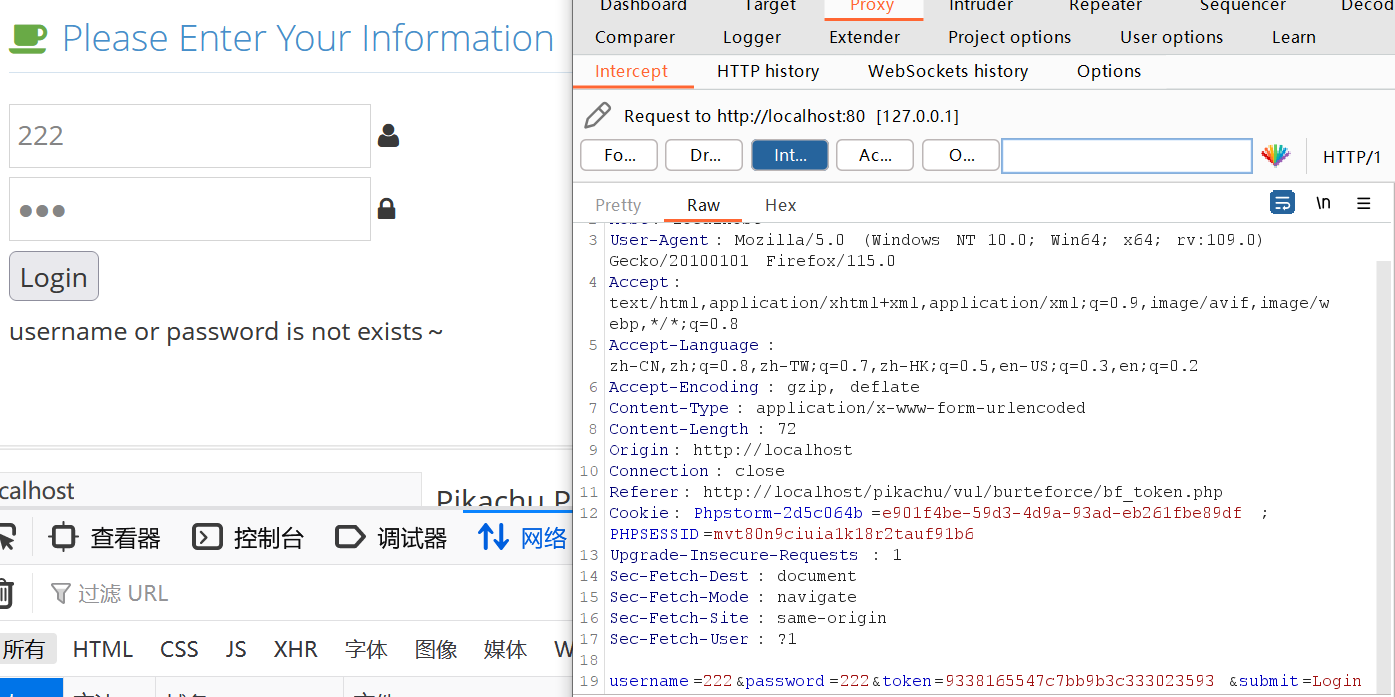 Please Enter Your Information
222
Login
username or password is not exists～
calhost
Pikachu P
查看器 控制台 调试器 网络
过滤 URL
所有 HTML CSS JS XHR 字体 图像 媒体 W
Dashboard Target Proxy Intruder Repeater Sequencer Decod
Comparer Logger Extender Project options User options Learn
Intercept HTTP history WebSockets history Options
Request to http://localhost:80 [127.0.0.1]
Fo... Dr... Int... Ac... O... HTTP/1
Pretty Raw Hex \n
3 User-Agent : Mozilla/5.0 (Windows NT 10.0; Win64; x64; rv:109.0)
Gecko/20100101 Firefox/115.0
4 Accept :
text/html,application/xhtml+xml,application/xml;q=0.9,image/avif,image/w
ebp,*/*;q=0.8
5 Accept-Language :
zh-CN,zh;q=0.8,zh-TW;q=0.7,zh-HK;q=0.5,en-US;q=0.3,en;q=0.2
6 Accept-Encoding : gzip, deflate
7 Content-Type : application/x-www-form-urlencoded
8 Content-Length : 72
9 Origin : http://localhost
10 Connection : close
11 Referer : http://localhost/pikachu/vul/burteforce/bf_token.php
12 Cookie : Phpstorm-2d5c064b =e901f4be-59d3-4d9a-93ad-eb261fbe89df ;
PHPSESSID =mvt80n9ciuia1k18r2tauf91b6
13 Upgrade-Insecure-Requests : 1
14 Sec-Fetch-Dest : document
15 Sec-Fetch-Mode : navigate
16 Sec-Fetch-Site : same-origin
17 Sec-Fetch-User : ?1
18
19 username =222 &password =222 &token =9338165547c7bb9b3c333023593 &submit =Login